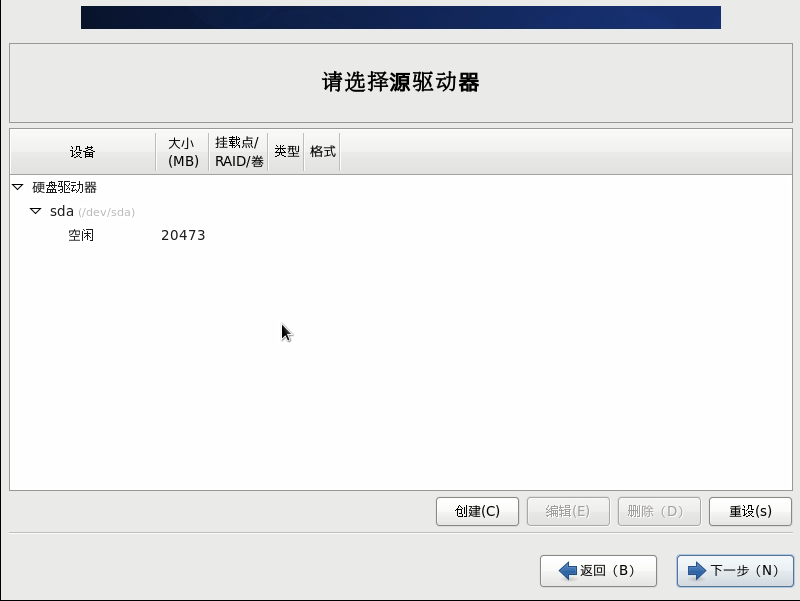 请选择源驱动器
设备
大小
(MB)
挂载点/
RAID/卷
类型
格式
硬盘驱动器
sda (/dev/sda)
空闲 20473
创建(C)
编辑(E)
删除（D）
重设(s)
返回（B）
下一步（N）